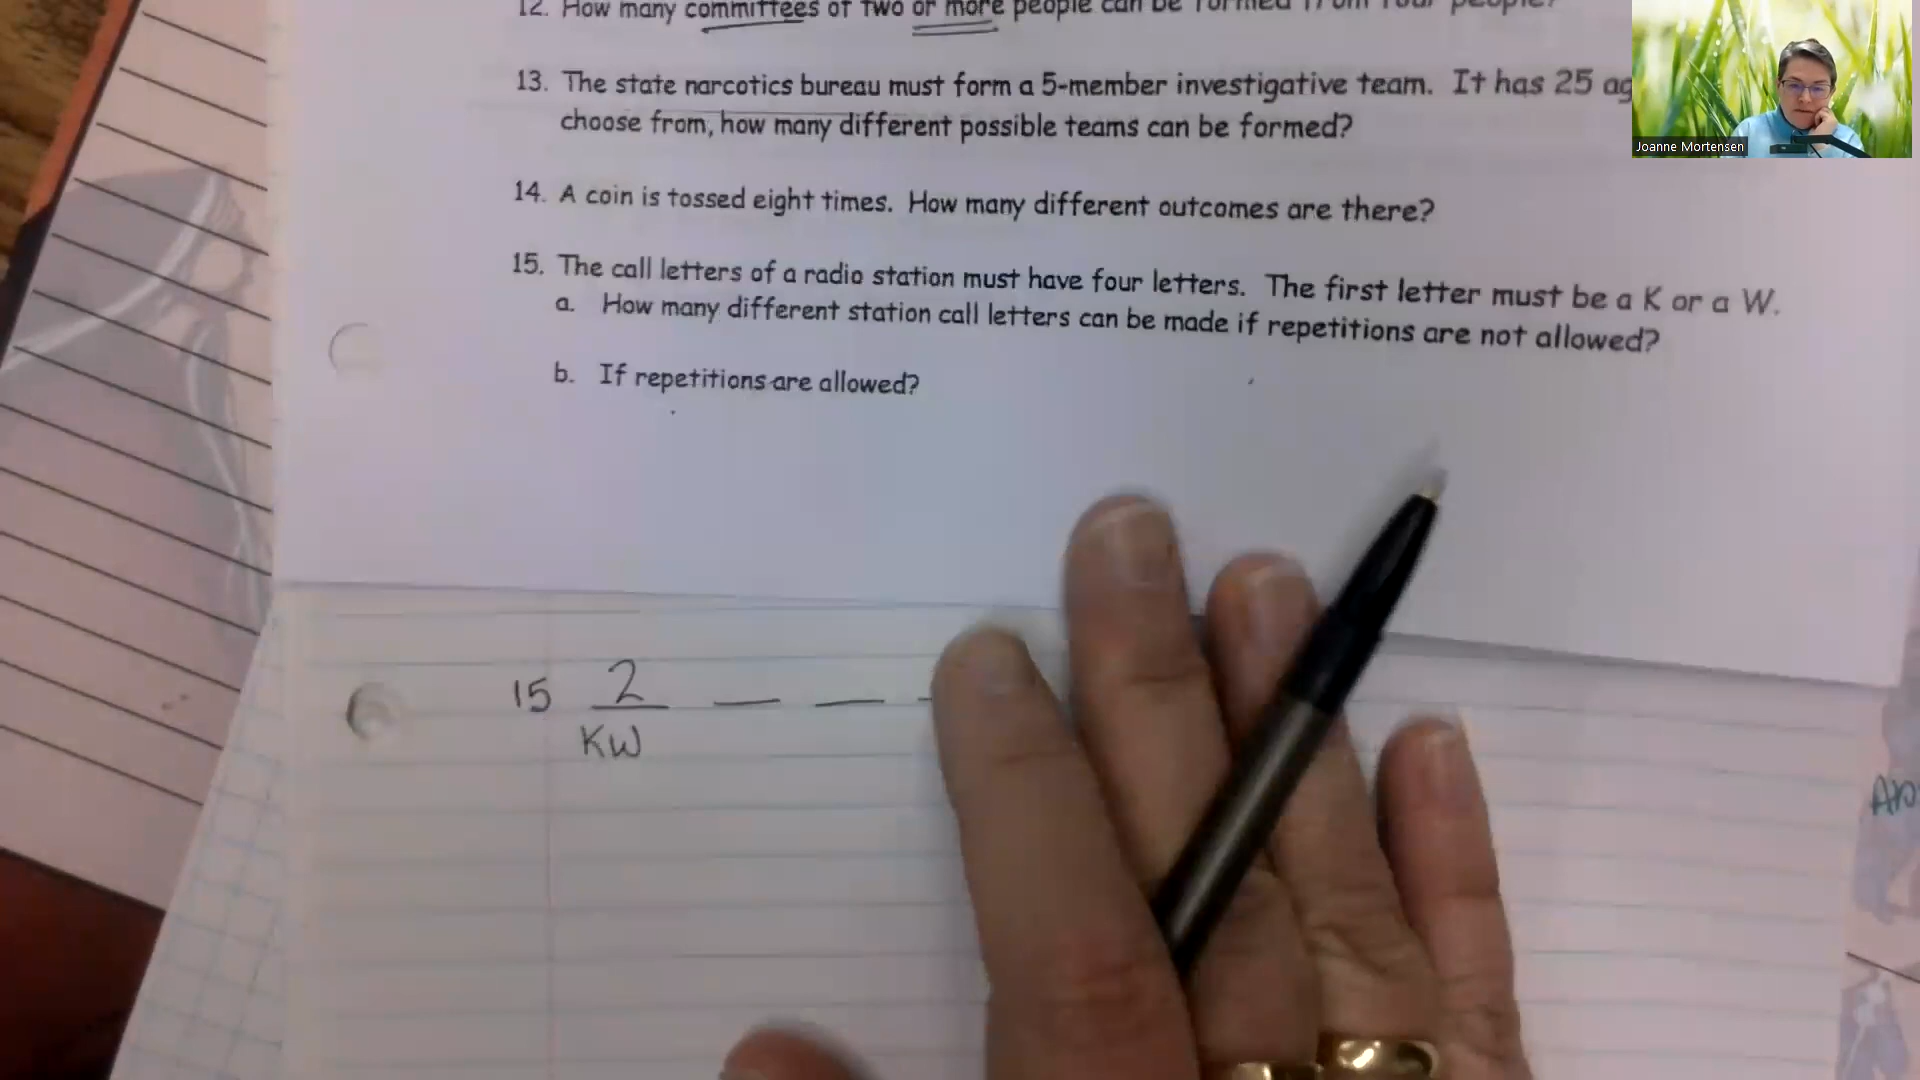 12. How many committees of two or more people can be formed from four people?
13. The state narcotics bureau must form a 5-member investigative team. It has 25
choose from, how many different possible teams can be formed?
Joanne Mortensen
14. A coin is tossed eight times. How many different outcomes are there?
15. The call letters of a radio station must have four letters. The first letter must be a K or a W.
a. How many different station call letters can be made if repetitions are not allowed?
b. If repetitions are allowed?
15 2
KW